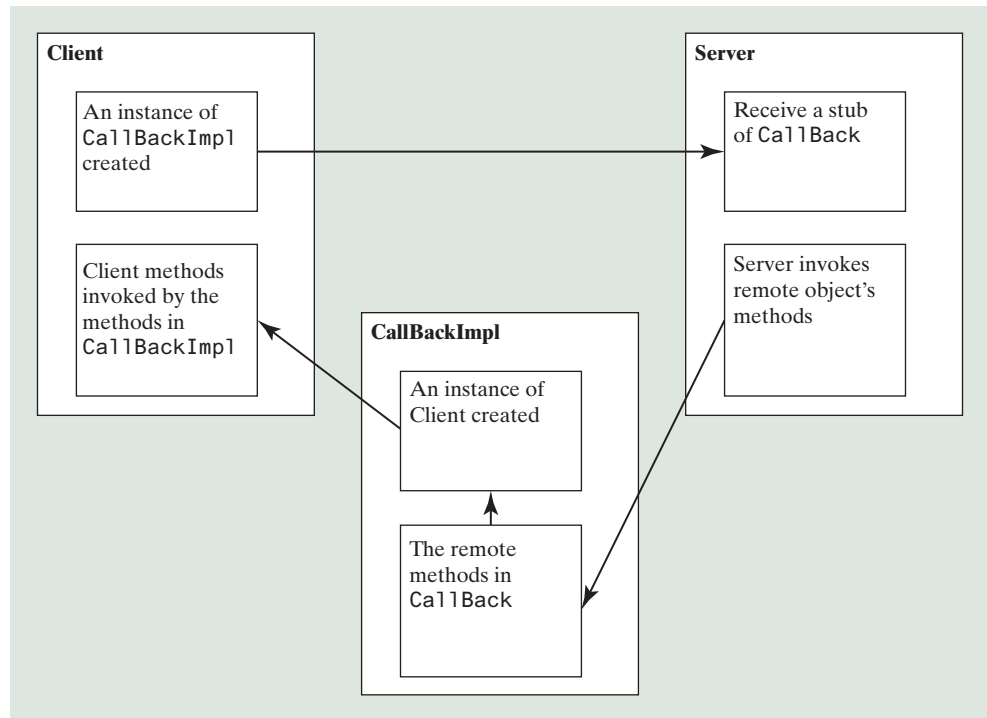 Client
An instance of
CallBackImpl
created
Client methods
invoked by the
methods in
CallBackImpl
Server
Receive a stub
of CallBack
Server invokes
remote object's
methods
CallBackImpl
An instance of
Client created
The remote
methods in
CallBack